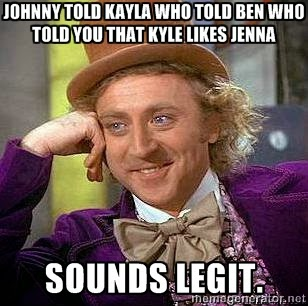 JOHNNY TOLD KAYLA WHO TOLD BEN WHO
TOLD YOU THAT KYLE LIKES JENNA
SOUNDS LEGIT.
memegenerator.net